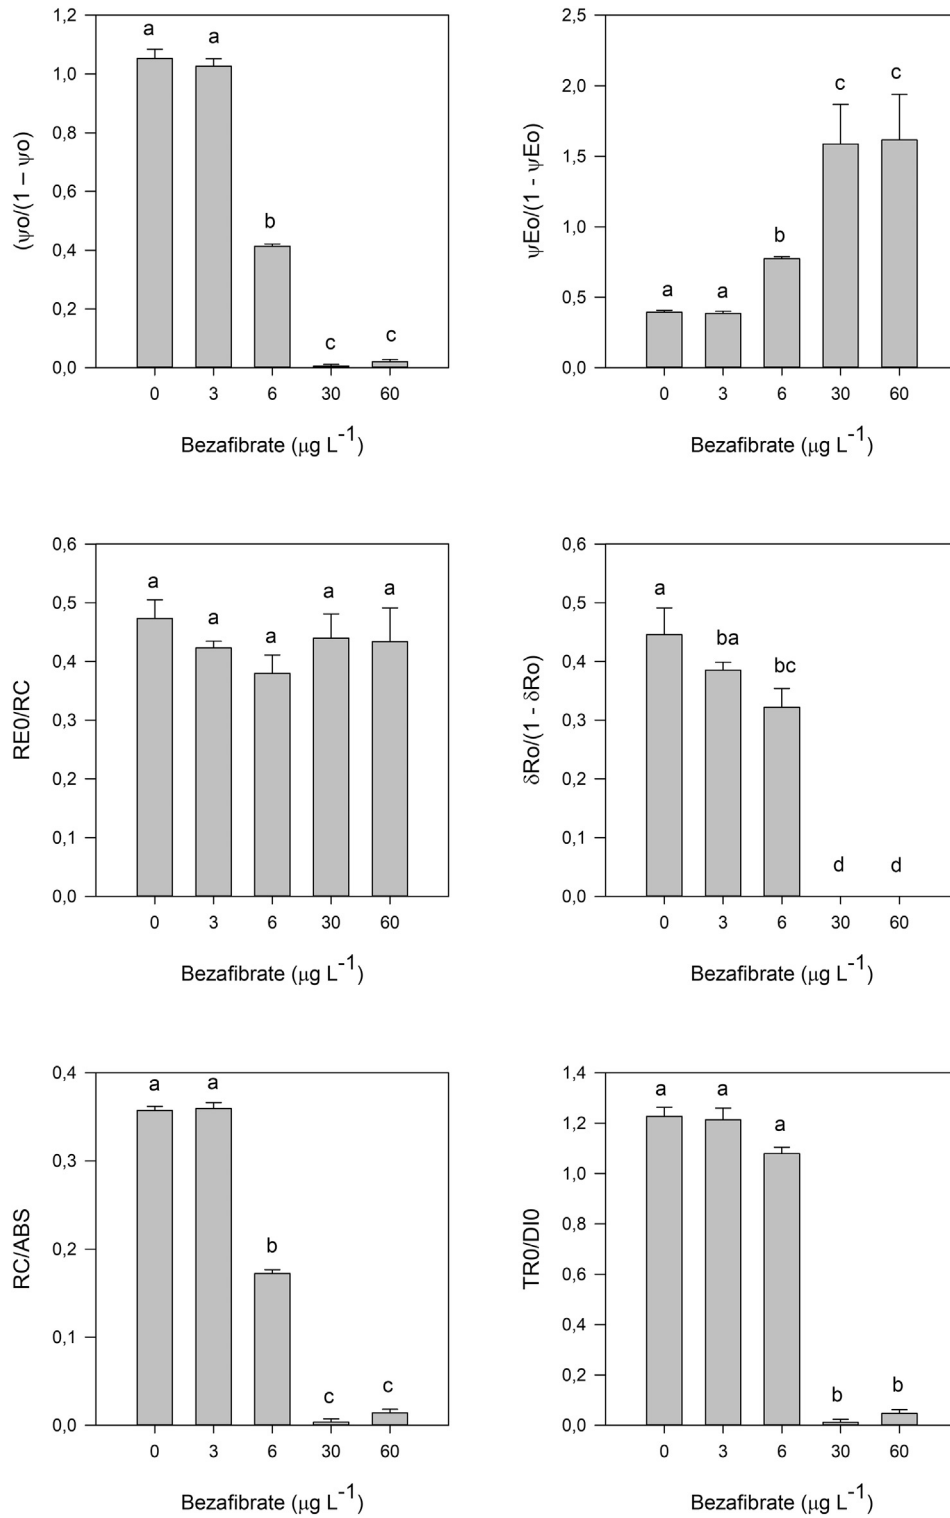 1,2
1,0
0,8
0,6
0,4
0,2
0,0
(ψo/(1 – ψo)
a
a
b
c
c
0 3 6 30 60
Bezafibrate (μg L-1)
2,5
2,0
1,5
1,0
0,5
0,0
ψEo/(1 - ψEo)
a
a
b
c
c
0 3 6 30 60
Bezafibrate (μg L-1)
0,6
0,5
0,4
0,3
0,2
0,1
0,0
RE0/RC
a
a
a
a
a
0 3 6 30 60
Bezafibrate (μg L-1)
0,6
0,5
0,4
0,3
0,2
0,1
0,0
δRo/(1 - δRo)
a
ba
bc
d
d
0 3 6 30 60
Bezafibrate (μg L-1)
0,4
0,3
0,2
0,1
0,0
RC/ABS
a
a
b
c
c
0 3 6 30 60
Bezafibrate (μg L-1)
1,4
1,2
1,0
0,8
0,6
0,4
0,2
0,0
TR0/DI0
a
a
a
b
b
0 3 6 30 60
Bezafibrate (μg L-1)